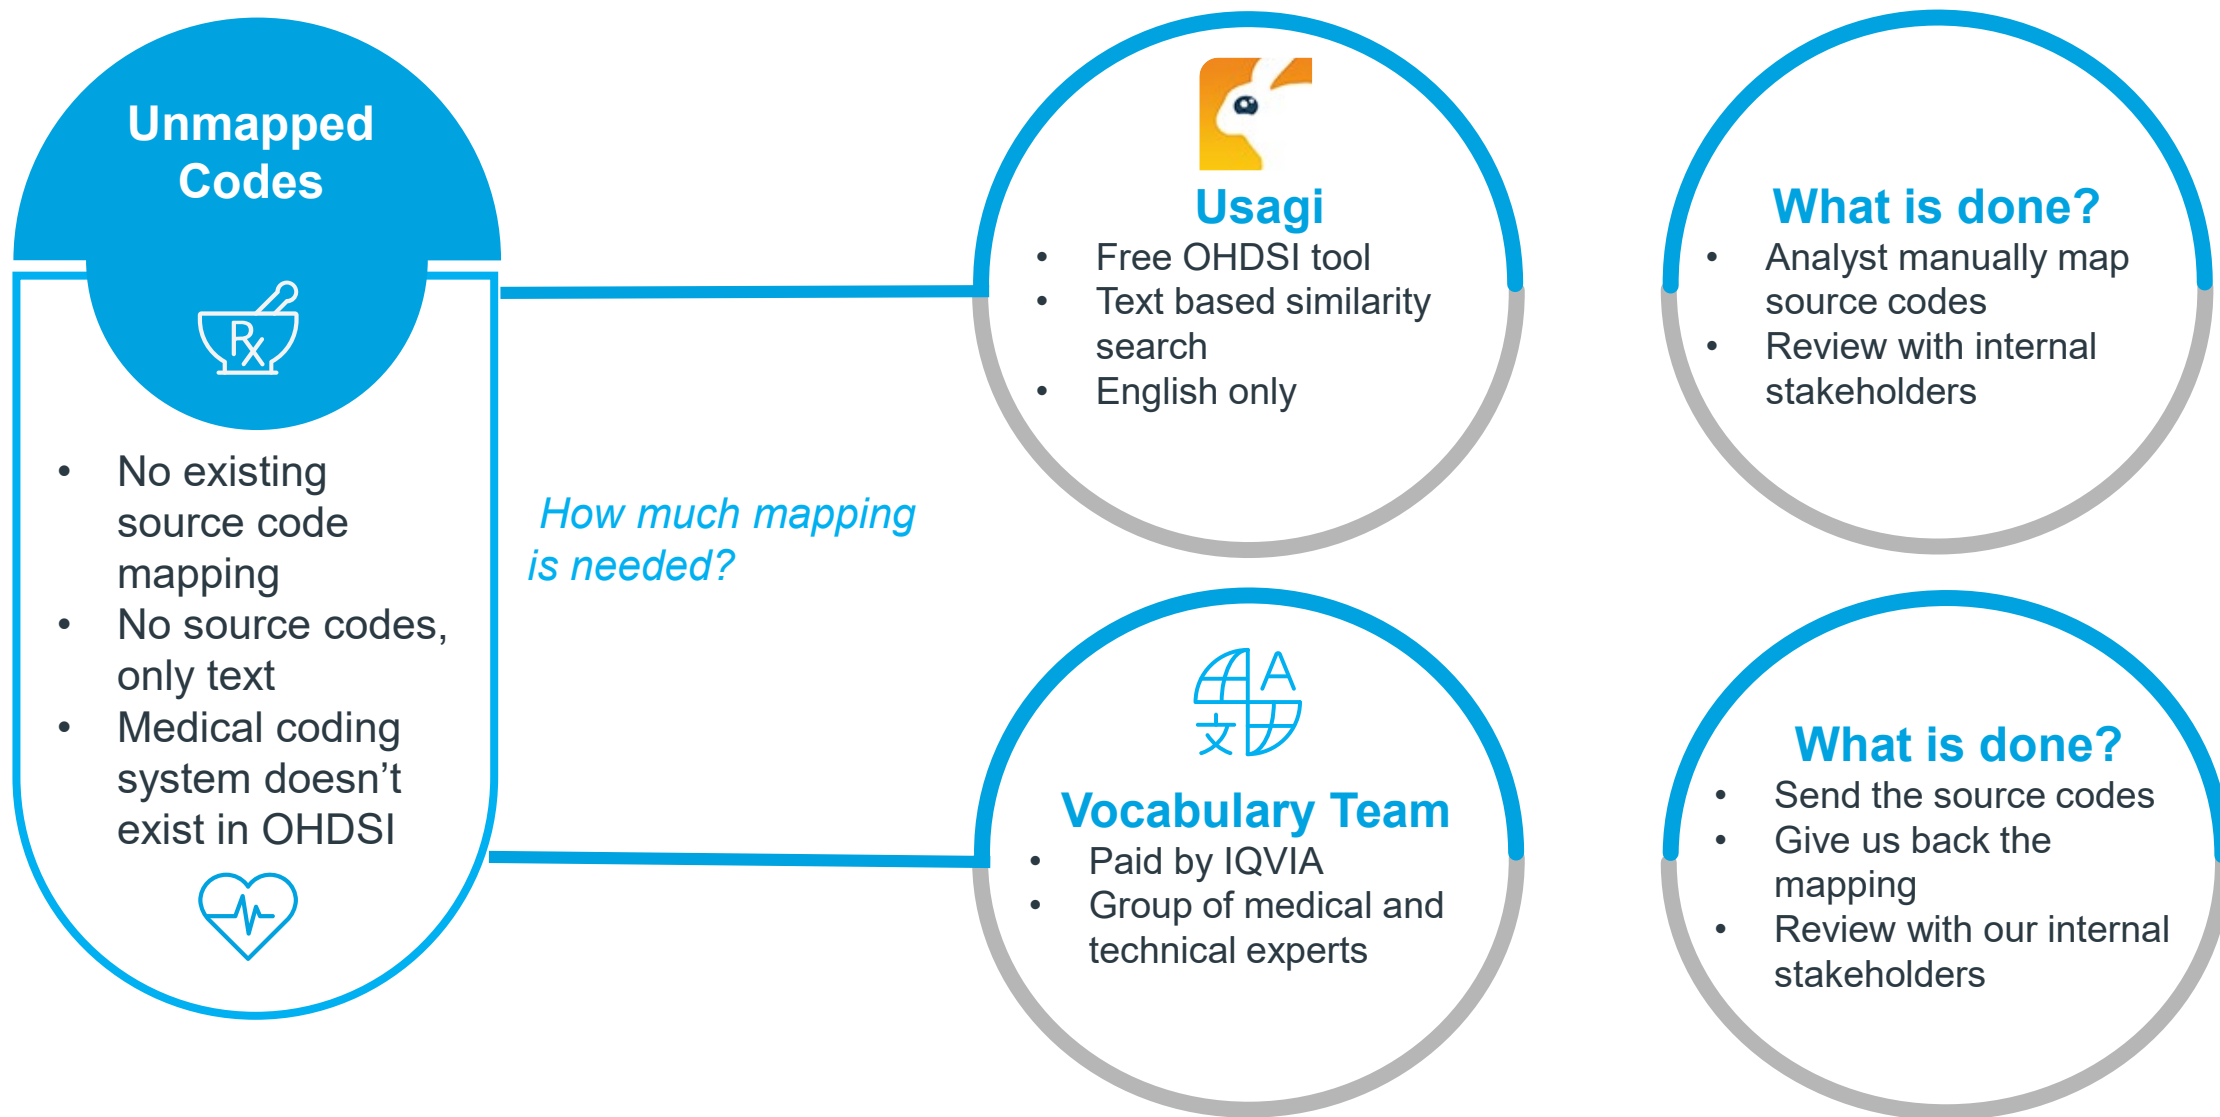 Unmapped
Codes
• No existing
source code
mapping
• No source codes,
only text
• Medical coding
system doesn’t
exist in OHDSI
How much mapping
is needed?
Usagi
• Free OHDSI tool
• Text based similarity
search
• English only
What is done?
• Analyst manually map
source codes
• Review with internal
stakeholders
A
文
Vocabulary Team
• Paid by IQVIA
• Group of medical and
technical experts
What is done?
• Send the source codes
• Give us back the
mapping
• Review with our internal
stakeholders
Rx